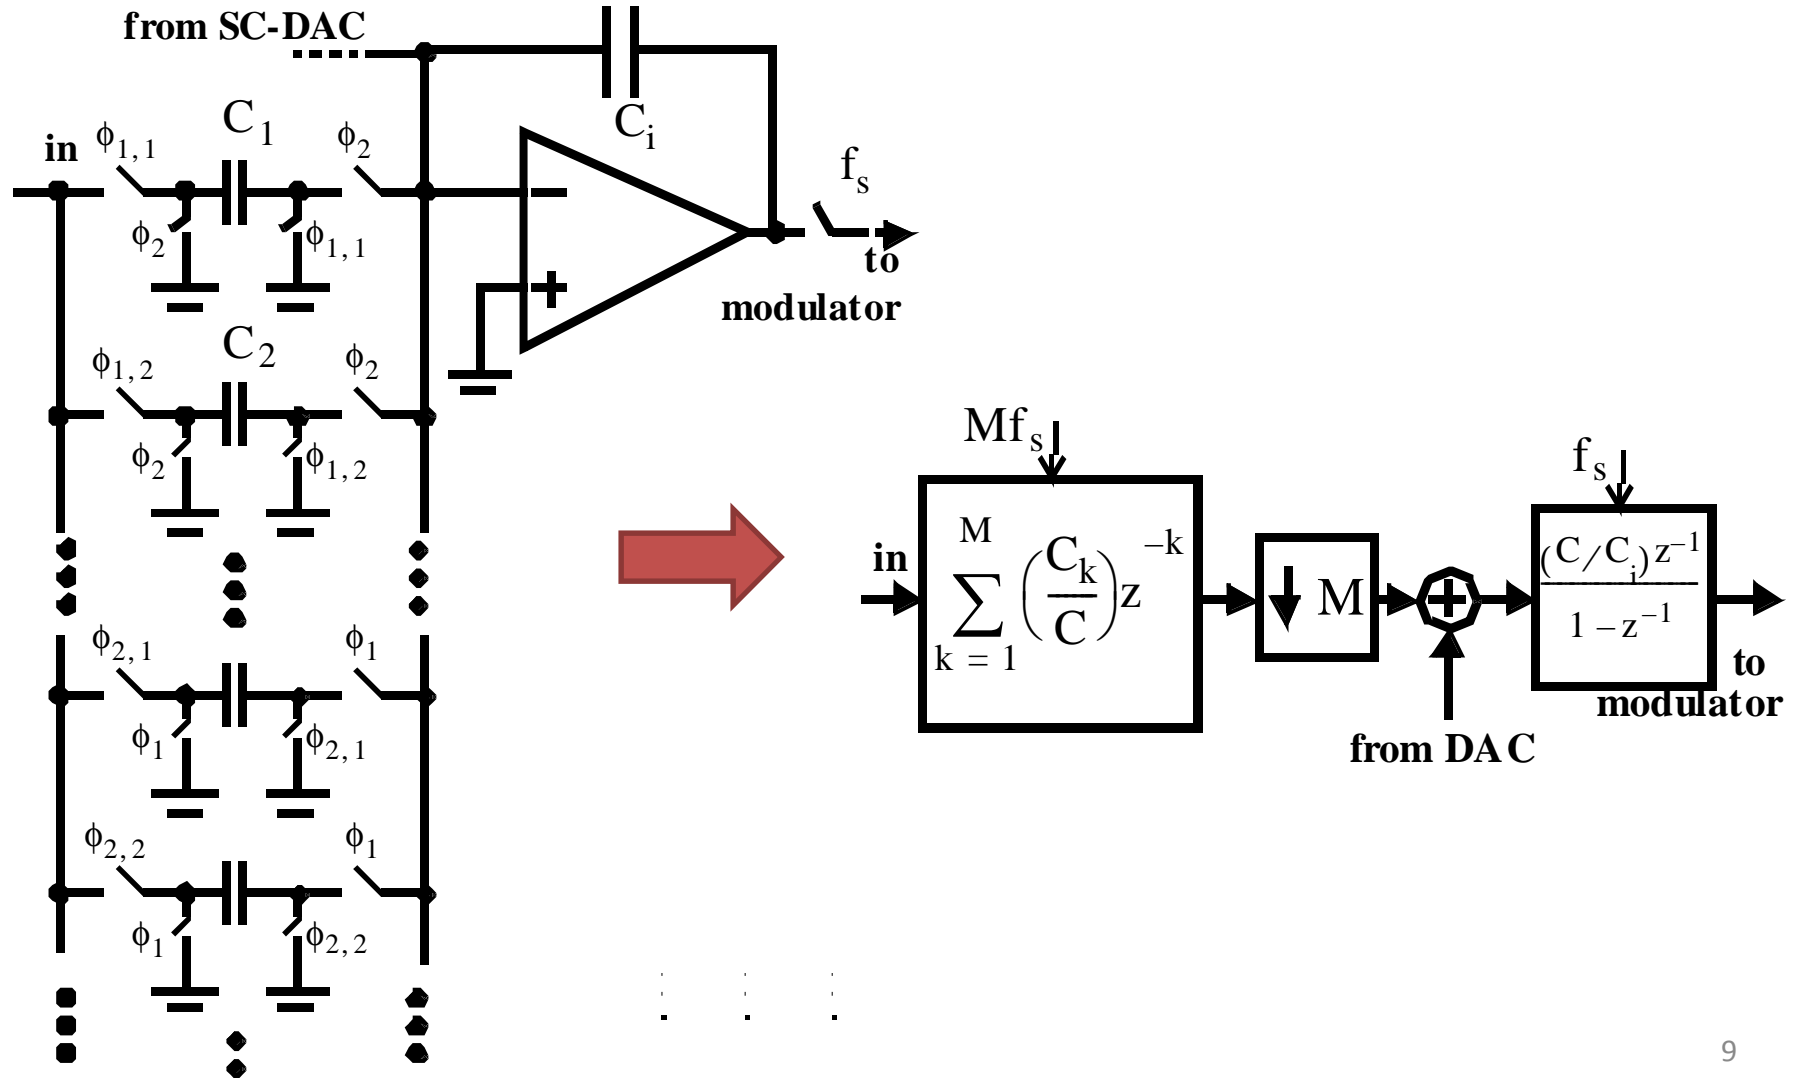 from SC-DAC
C1
Ci
in
ϕ1,1
ϕ2
fs
ϕ2
ϕ1,1
−
+
to
modulator
C2
ϕ1,2
ϕ2
ϕ2
ϕ1,2
Mfs
fs
in
M
∑
k = 1
(Ck/C)z−k
↓ M
+
(C/Ci)z−1
1−z−1
to
modulator
from DAC
ϕ2,1
ϕ1
ϕ1
ϕ2,1
ϕ2,2
ϕ1
ϕ1
ϕ2,2
9